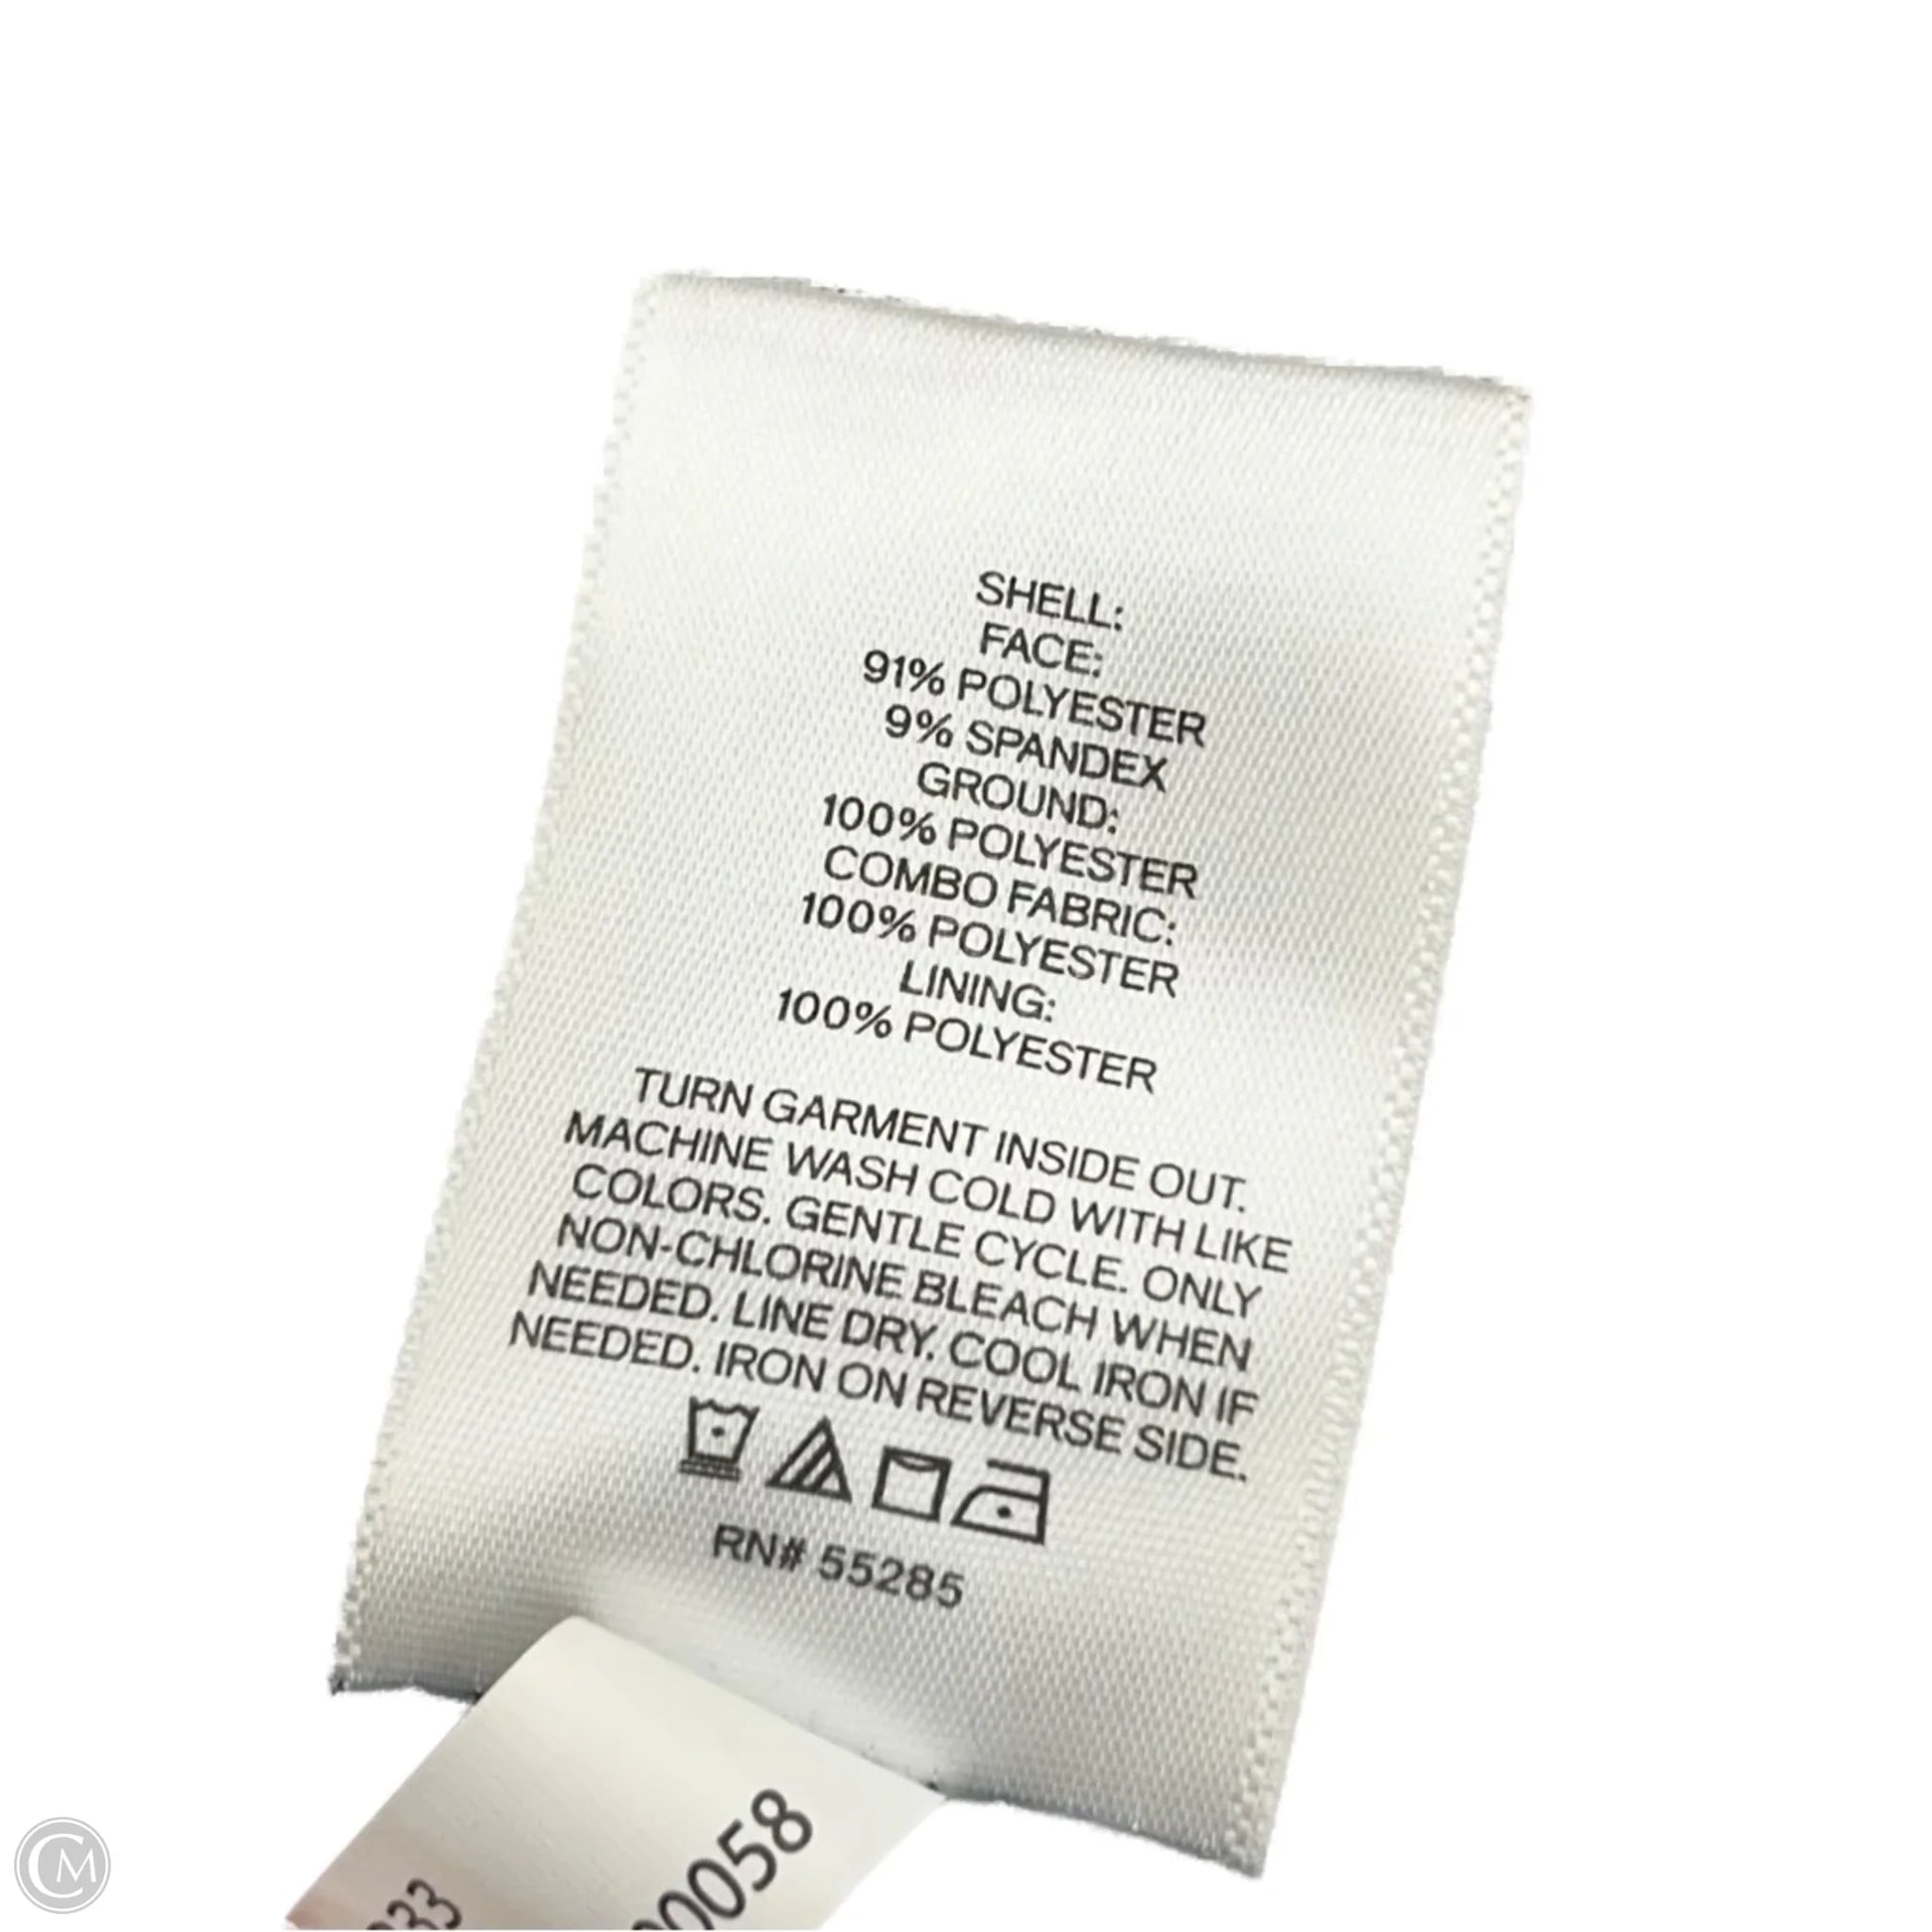 SHELL:
FACE:
91% POLYESTER
9% SPANDEX
GROUND:
100% POLYESTER
COMBO FABRIC:
100% POLYESTER
LINING:
100% POLYESTER
TURN GARMENT INSIDE OUT.
MACHINE WASH COLD WITH LIKE
COLORS. GENTLE CYCLE. ONLY
NON-CHLORINE BLEACH WHEN
NEEDED. LINE DRY. COOL IRON IF
NEEDED. IRON ON REVERSE SIDE.
RN# 55285
CM